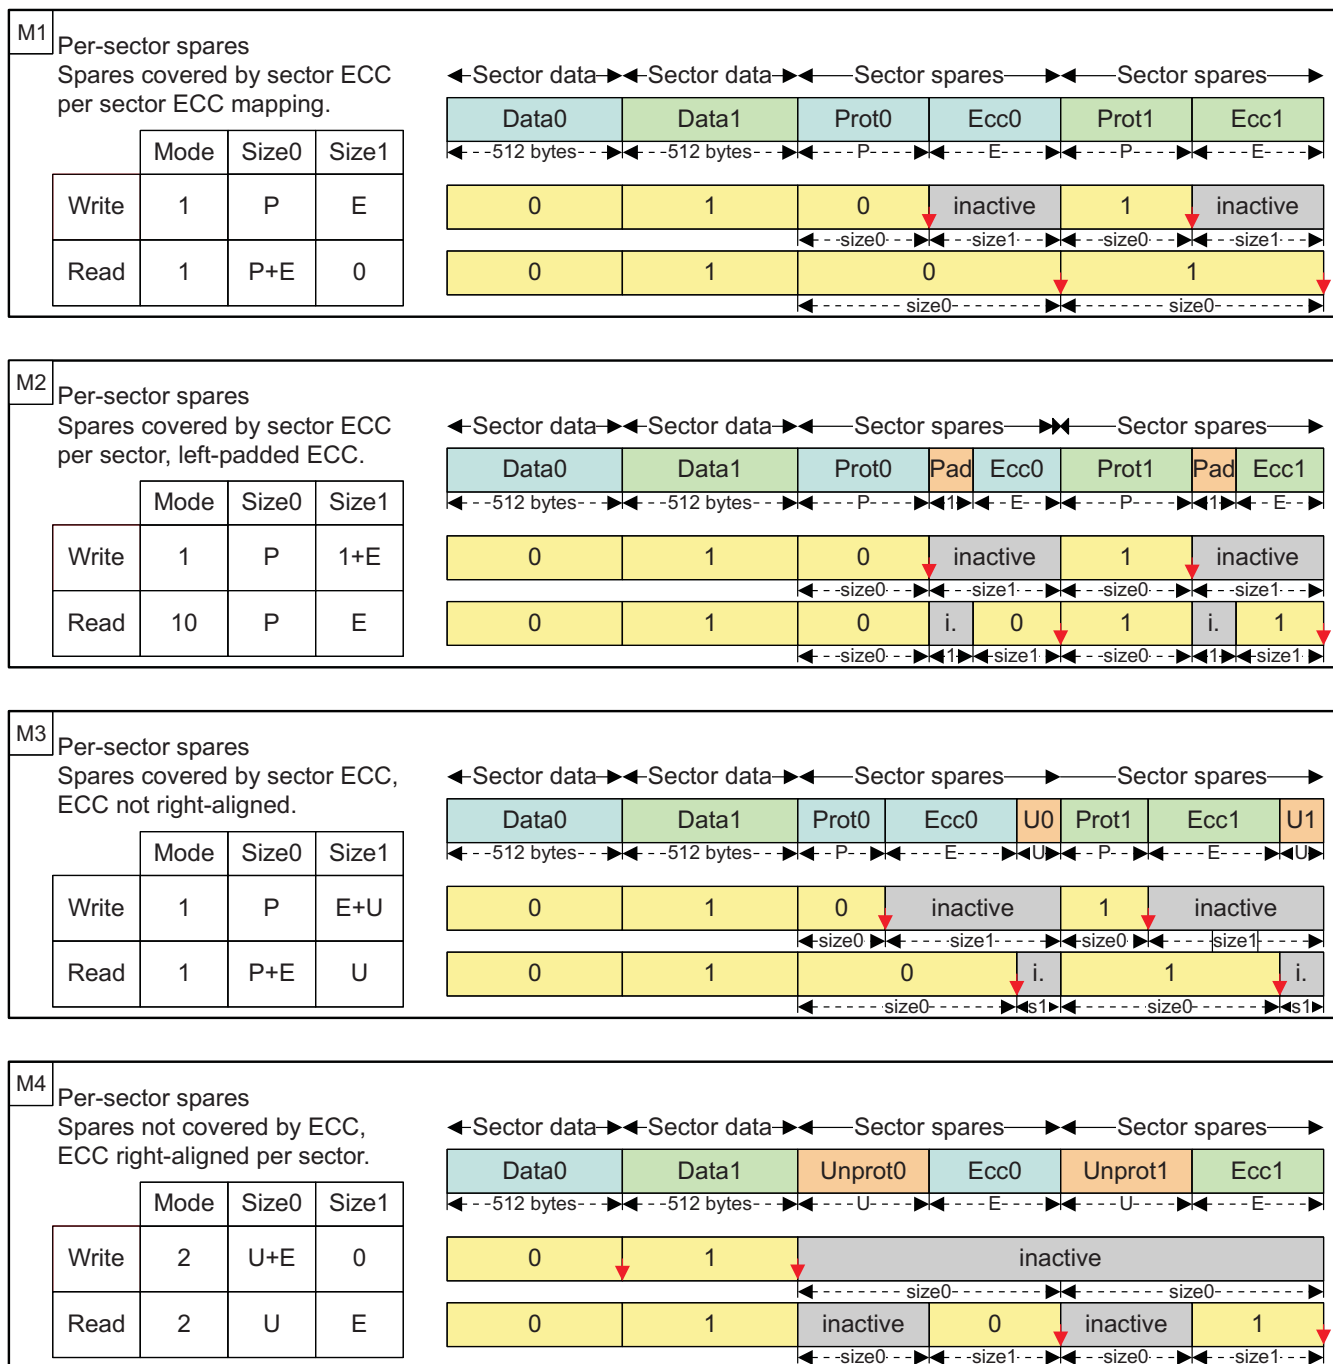 M1
Per-sector spares
Spares covered by sector ECC
per sector ECC mapping.
Mode Size0 Size1
Write 1 P E
Read 1 P+E 0
Sector data Sector data Sector spares Sector spares
Data0 Data1 Prot0 Ecc0 Prot1 Ecc1
512 bytes 512 bytes P E P E
0 1 0 inactive 1 inactive
size0 size1 size0 size1
0 1 0 1
size0 size0
M2
Per-sector spares
Spares covered by sector ECC
per sector, left-padded ECC.
Mode Size0 Size1
Write 1 P 1+E
Read 10 P E
Sector data Sector data Sector spares Sector spares
Data0 Data1 Prot0 Pad Ecc0 Prot1 Pad Ecc1
512 bytes 512 bytes P 1 E P 1 E
0 1 0 inactive 1 inactive
size0 size1 size0 size1
0 1 0 i. 0 1 i. 1
size0 1 size1 size0 1 size1
M3
Per-sector spares
Spares covered by sector ECC,
ECC not right-aligned.
Mode Size0 Size1
Write 1 P E+U
Read 1 P+E U
Sector data Sector data Sector spares Sector spares
Data0 Data1 Prot0 Ecc0 U0 Prot1 Ecc1 U1
512 bytes 512 bytes P E U P E U
0 1 0 inactive 1 inactive
size0 size1 size0 size1
0 1 0 i. 1 i.
size0 s1 size0 s1
M4
Per-sector spares
Spares not covered by ECC,
ECC right-aligned per sector.
Mode Size0 Size1
Write 2 U+E 0
Read 2 U E
Sector data Sector data Sector spares Sector spares
Data0 Data1 Unprot0 Ecc0 Unprot1 Ecc1
512 bytes 512 bytes U E U E
0 1 inactive
size0 size0
0 1 inactive 0 inactive 1
size0 size1 size0 size1